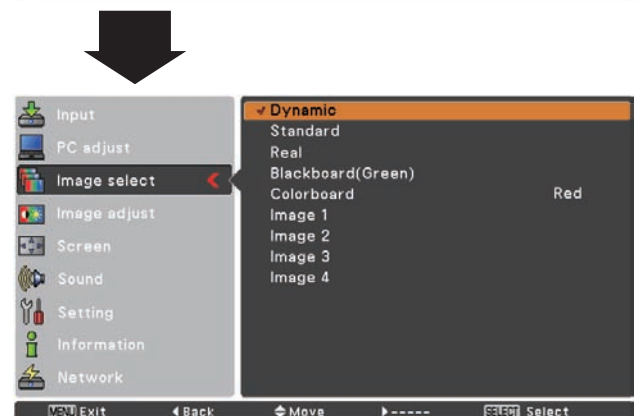 Input
PC adjust
Image select
Image adjust
Screen
Sound
Setting
Information
Network
✓ Dynamic
Standard
Real
Blackboard(Green)
Colorboard Red
Image 1
Image 2
Image 3
Image 4
MENU Exit ◀ Back ◆ Move ▶ ----- SELECT Select